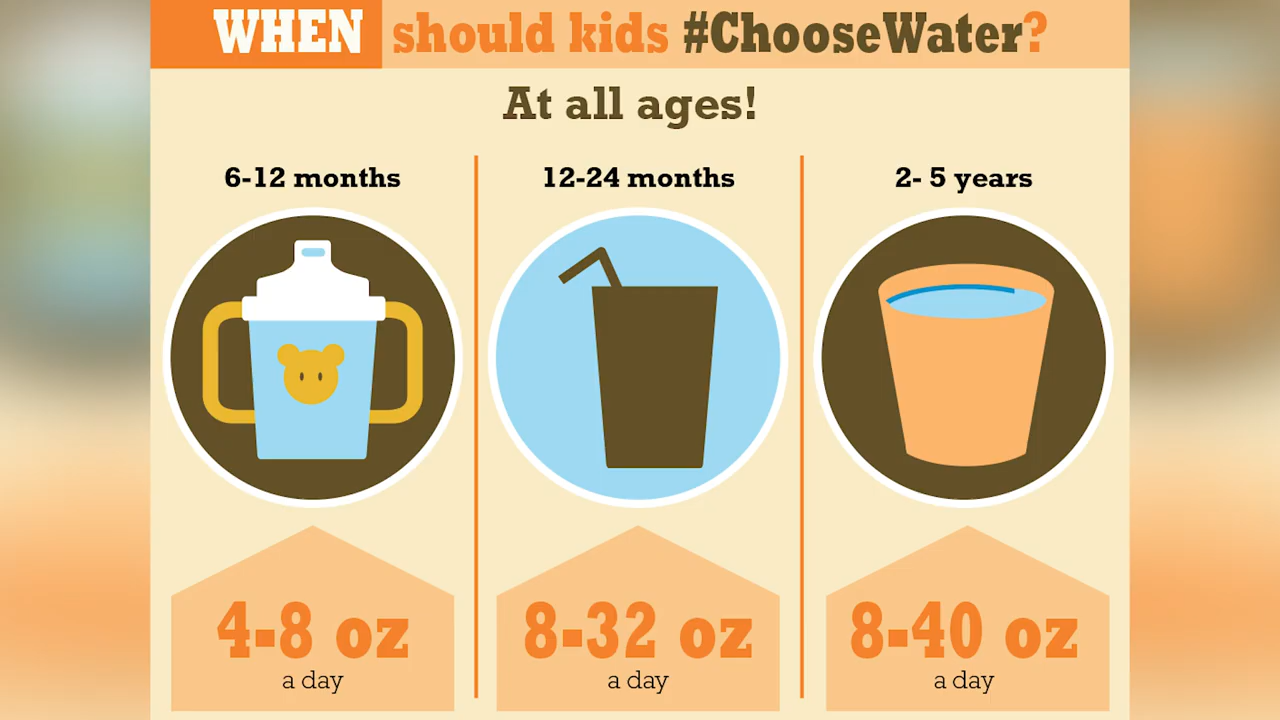 WHEN should kids #ChooseWater?
At all ages!
6-12 months
12-24 months
2- 5 years
4-8 oz
a day
8-32 oz
a day
8-40 oz
a day